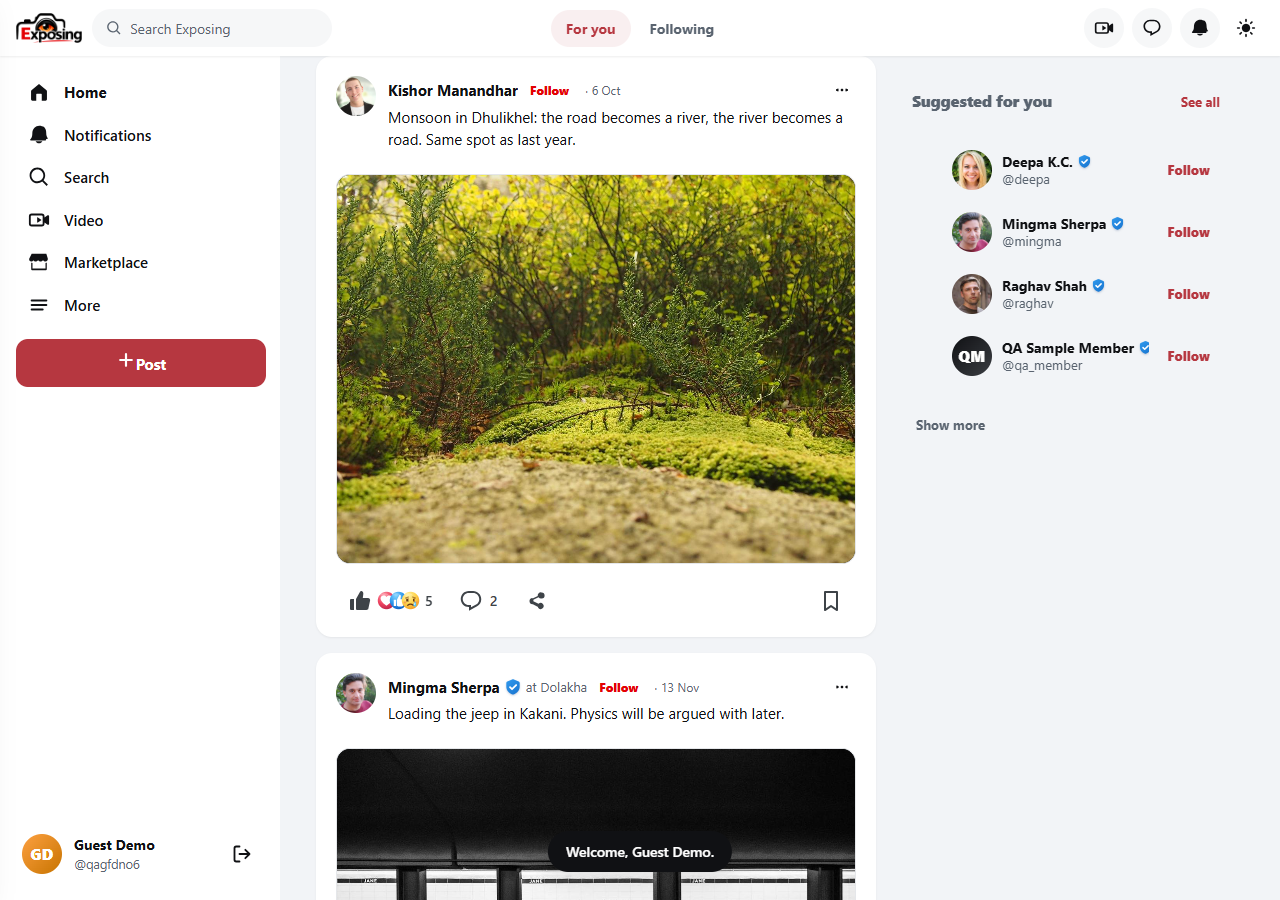 Exposing
Search Exposing
For you
Following
Home
Notifications
Search
Video
Marketplace
More
Post
Guest Demo
@qagfdno6
GD
Kishor Manandhar Follow · 6 Oct
Monsoon in Dhulikhel: the road becomes a river, the river becomes a
road. Same spot as last year.
5
2
Mingma Sherpa at Dolakha Follow · 13 Nov
Loading the jeep in Kakani. Physics will be argued with later.
JANE
JANE
JANE
Welcome, Guest Demo.
Suggested for you
See all
Deepa K.C.
@deepa
Follow
Mingma Sherpa
@mingma
Follow
Raghav Shah
@raghav
Follow
QM
QA Sample Member
@qa_member
Follow
Show more